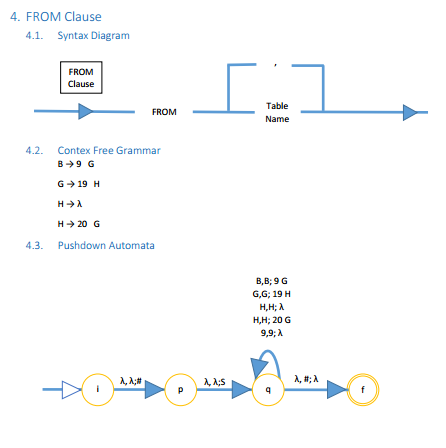 4. FROM Clause
4.1. Syntax Diagram
FROM
Clause
,
FROM
Table
Name
4.2. Contex Free Grammar
B → 9 G
G → 19 H
H → λ
H → 20 G
4.3. Pushdown Automata
B,B; 9 G
G,G; 19 H
H,H; λ
H,H; 20 G
9,9; λ
i
λ, λ;#
p
λ, λ;S
q
λ, #; λ
f